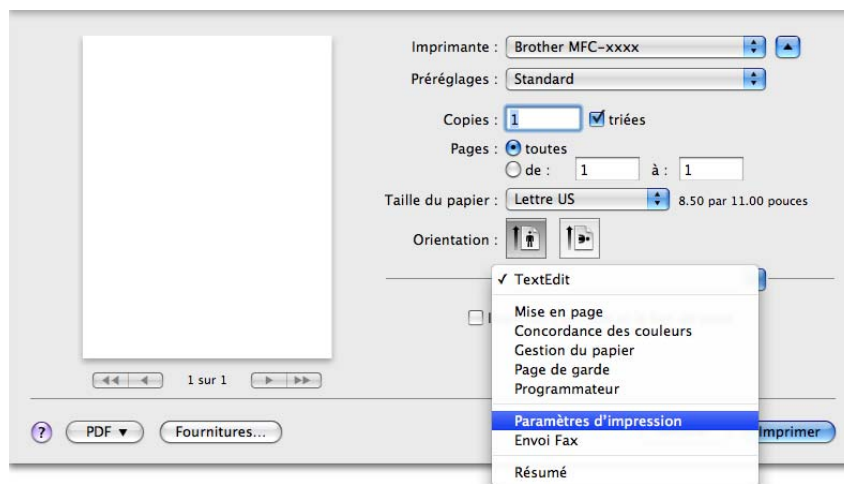 Imprimante : Brother MFC-xxxx
Préréglages : Standard
Copies : 1 triées
Pages : toutes
de : 1 à : 1
Taille du papier : Lettre US 8.50 par 11.00 pouces
Orientation :
✓ TextEdit
Mise en page
Concordance des couleurs
Gestion du papier
Page de garde
Programmateur
Paramètres d'impression
Envoi Fax
Résumé
1 sur 1
? PDF ▼ Fournitures... Imprimer